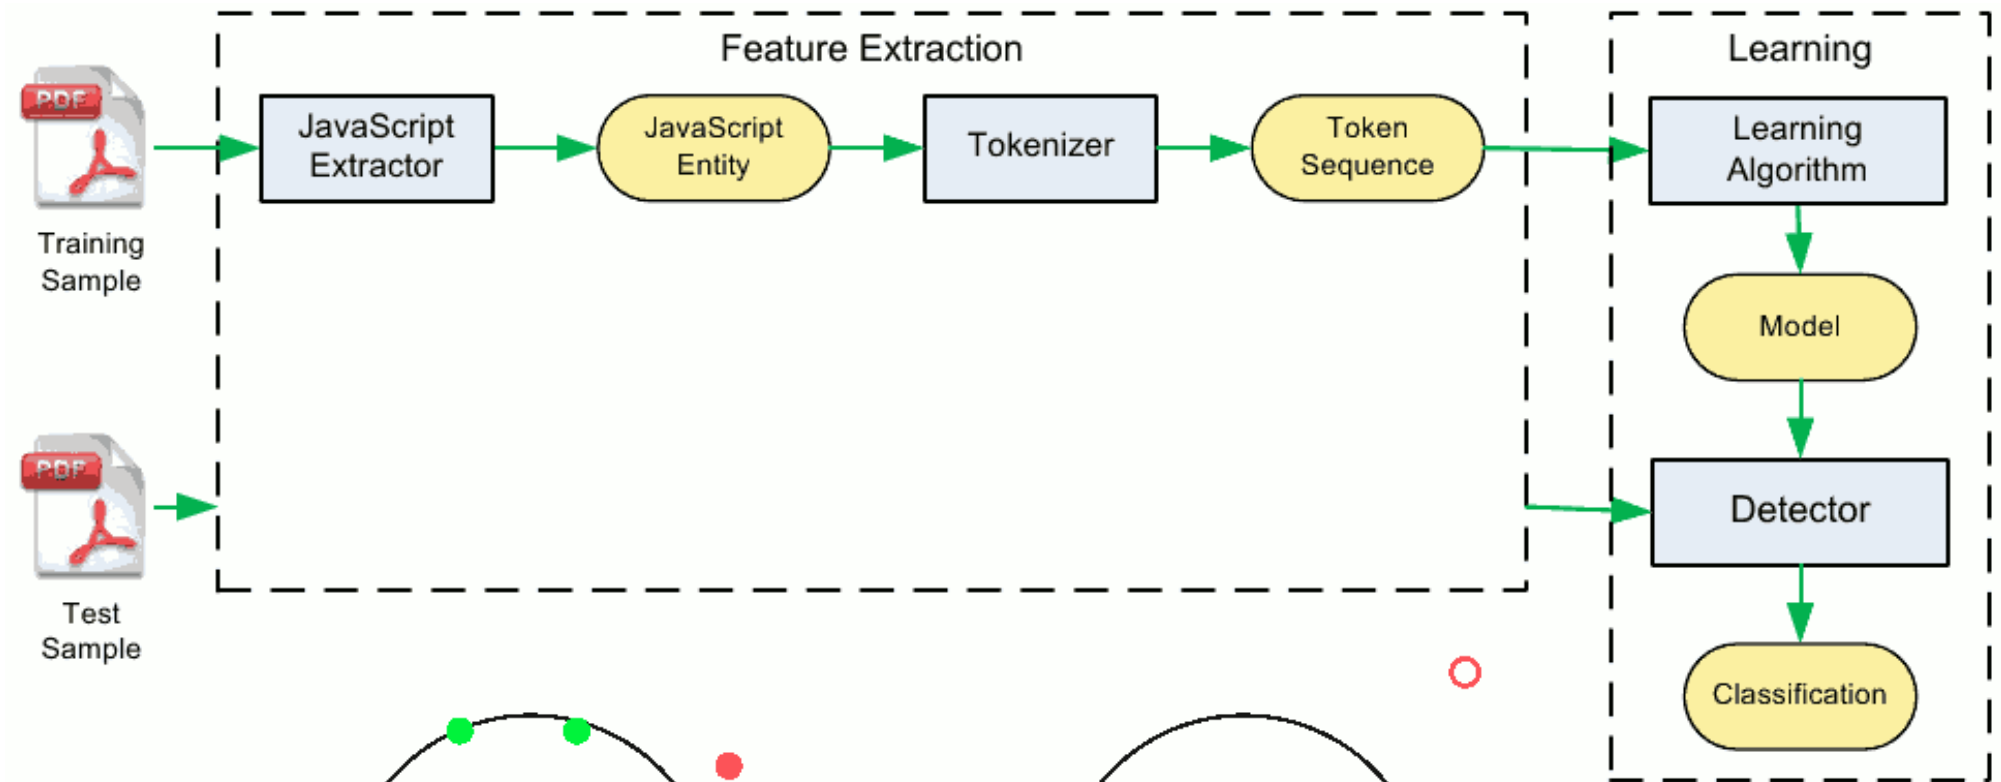 Feature Extraction
Learning
PDF
JavaScript
Extractor
JavaScript
Entity
Tokenizer
Token
Sequence
Learning
Algorithm
Training
Sample
Model
PDF
Detector
Test
Sample
Classification